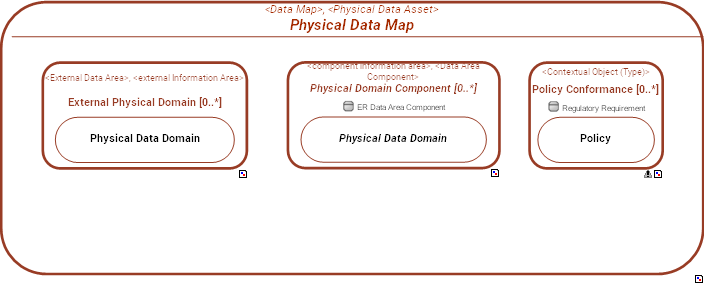 <Data Map>, <Physical Data Asset>
Physical Data Map
<External Data Area>, <external Information Area>
External Physical Domain [0..*]
Physical Data Domain
<component information area>, <Data Area
Component>
Physical Domain Component [0..*]
ER Data Area Component
Physical Data Domain
<Contextual Object (Type)>
Policy Conformance [0..*]
Regulatory Requirement
Policy